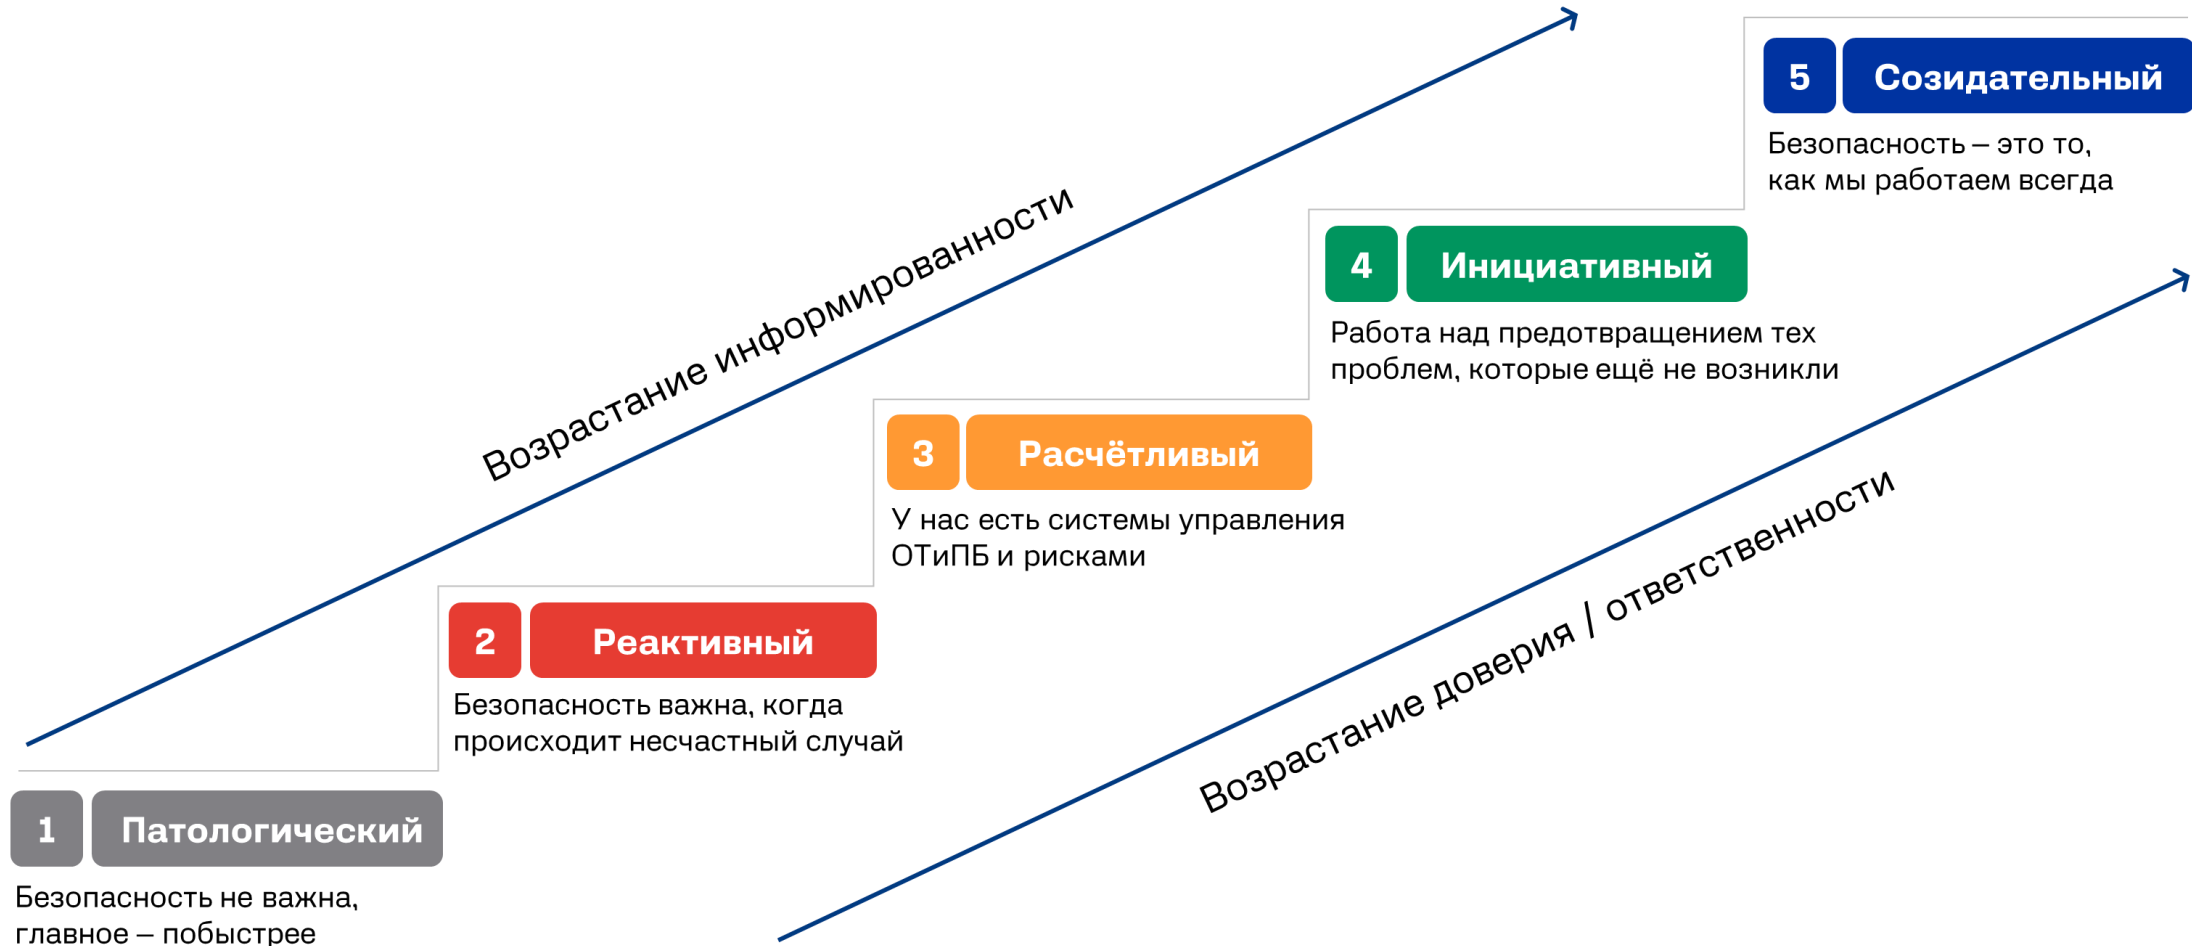 5 Созидательный
Безопасность – это то,
как мы работаем всегда
Возрастание информированности
4 Инициативный
Работа над предотвращением тех
проблем, которые ещё не возникли
3 Расчётливый
У нас есть системы управления
ОТиПБ и рисками
Возрастание доверия / ответственности
2 Реактивный
Безопасность важна, когда
происходит несчастный случай
1 Патологический
Безопасность не важна,
главное – побыстрее